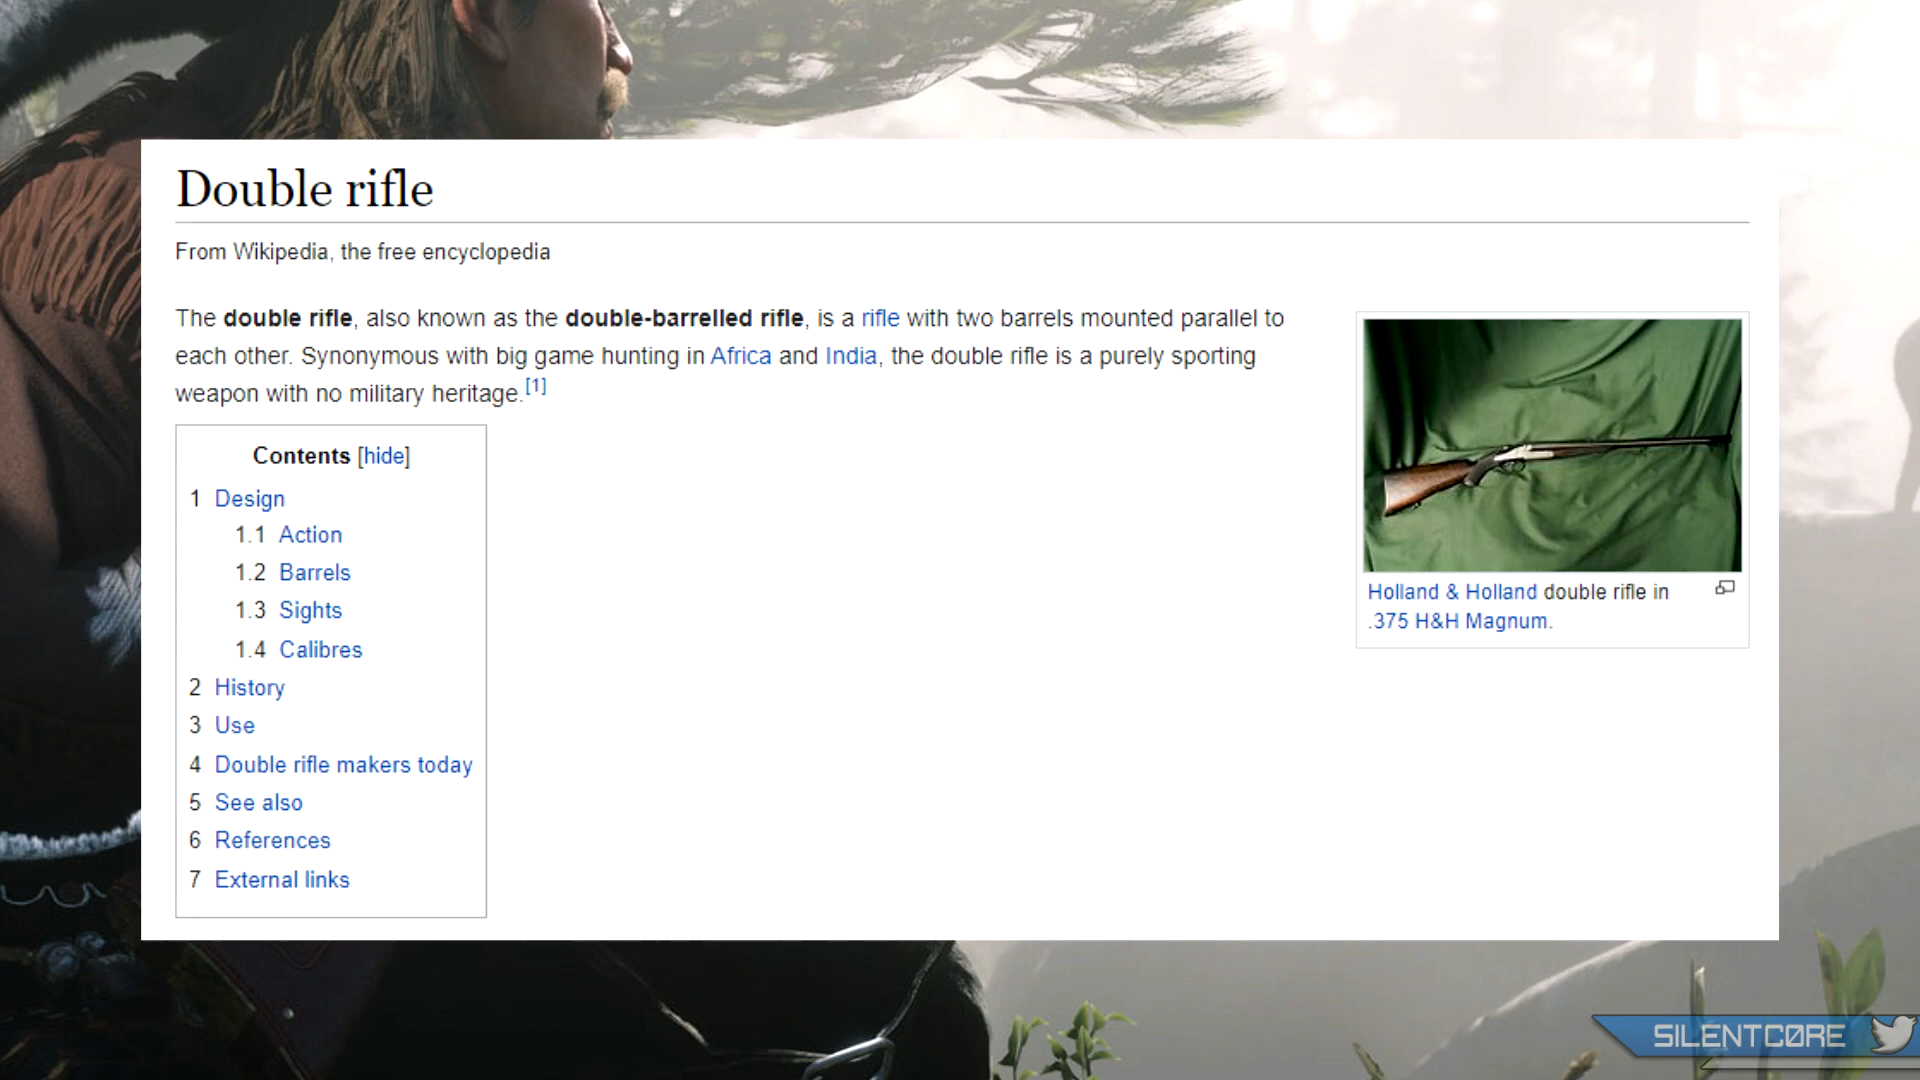 Double rifle
From Wikipedia, the free encyclopedia
The double rifle, also known as the double-barrelled rifle, is a rifle with two barrels mounted parallel to
each other. Synonymous with big game hunting in Africa and India, the double rifle is a purely sporting
weapon with no military heritage.[1]
Contents [hide]
1 Design
1.1 Action
1.2 Barrels
1.3 Sights
1.4 Calibres
2 History
3 Use
4 Double rifle makers today
5 See also
6 References
7 External links
Holland & Holland double rifle in
.375 H&H Magnum.
SILENTCØRE